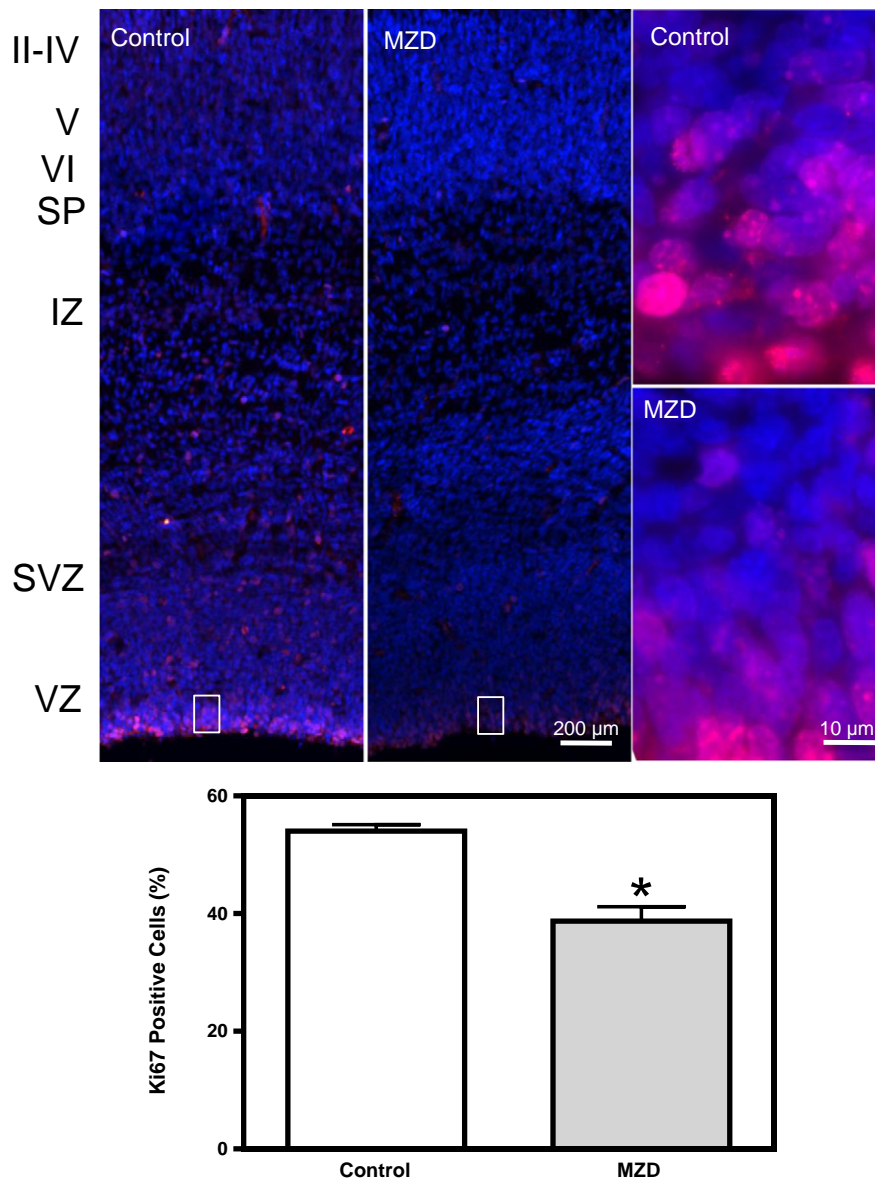 Control
MZD
Control
II-IV
V
VI
SP
IZ
MZD
SVZ
VZ
200 µm
10 µm
60
40
20
0
Ki67 Positive Cells (%)
*
Control
MZD